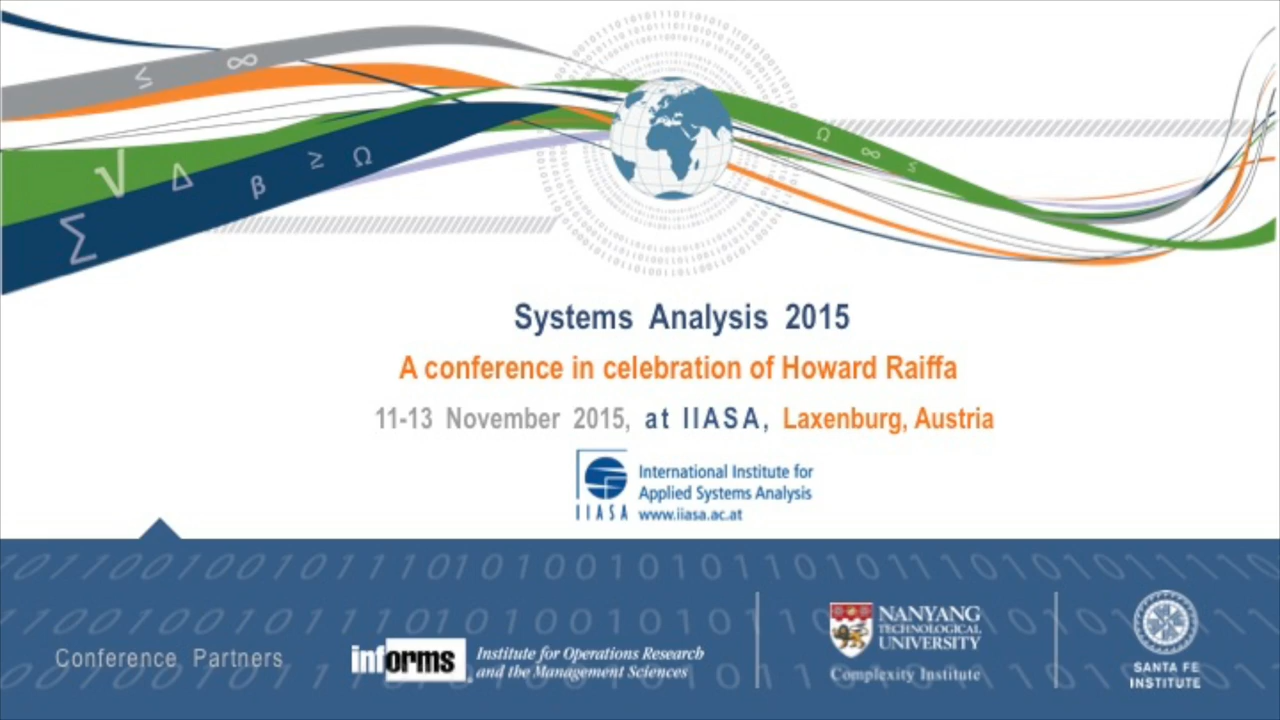 Systems Analysis 2015
A conference in celebration of Howard Raiffa
11-13 November 2015, at IIASA, Laxenburg, Austria
International Institute for
Applied Systems Analysis
IIASA www.iiasa.ac.at
Conference Partners
informs
Institute for Operations Research
and the Management Sciences
NANYANG
TECHNOLOGICAL
UNIVERSITY
Complexity Institute
SANTA FE
INSTITUTE